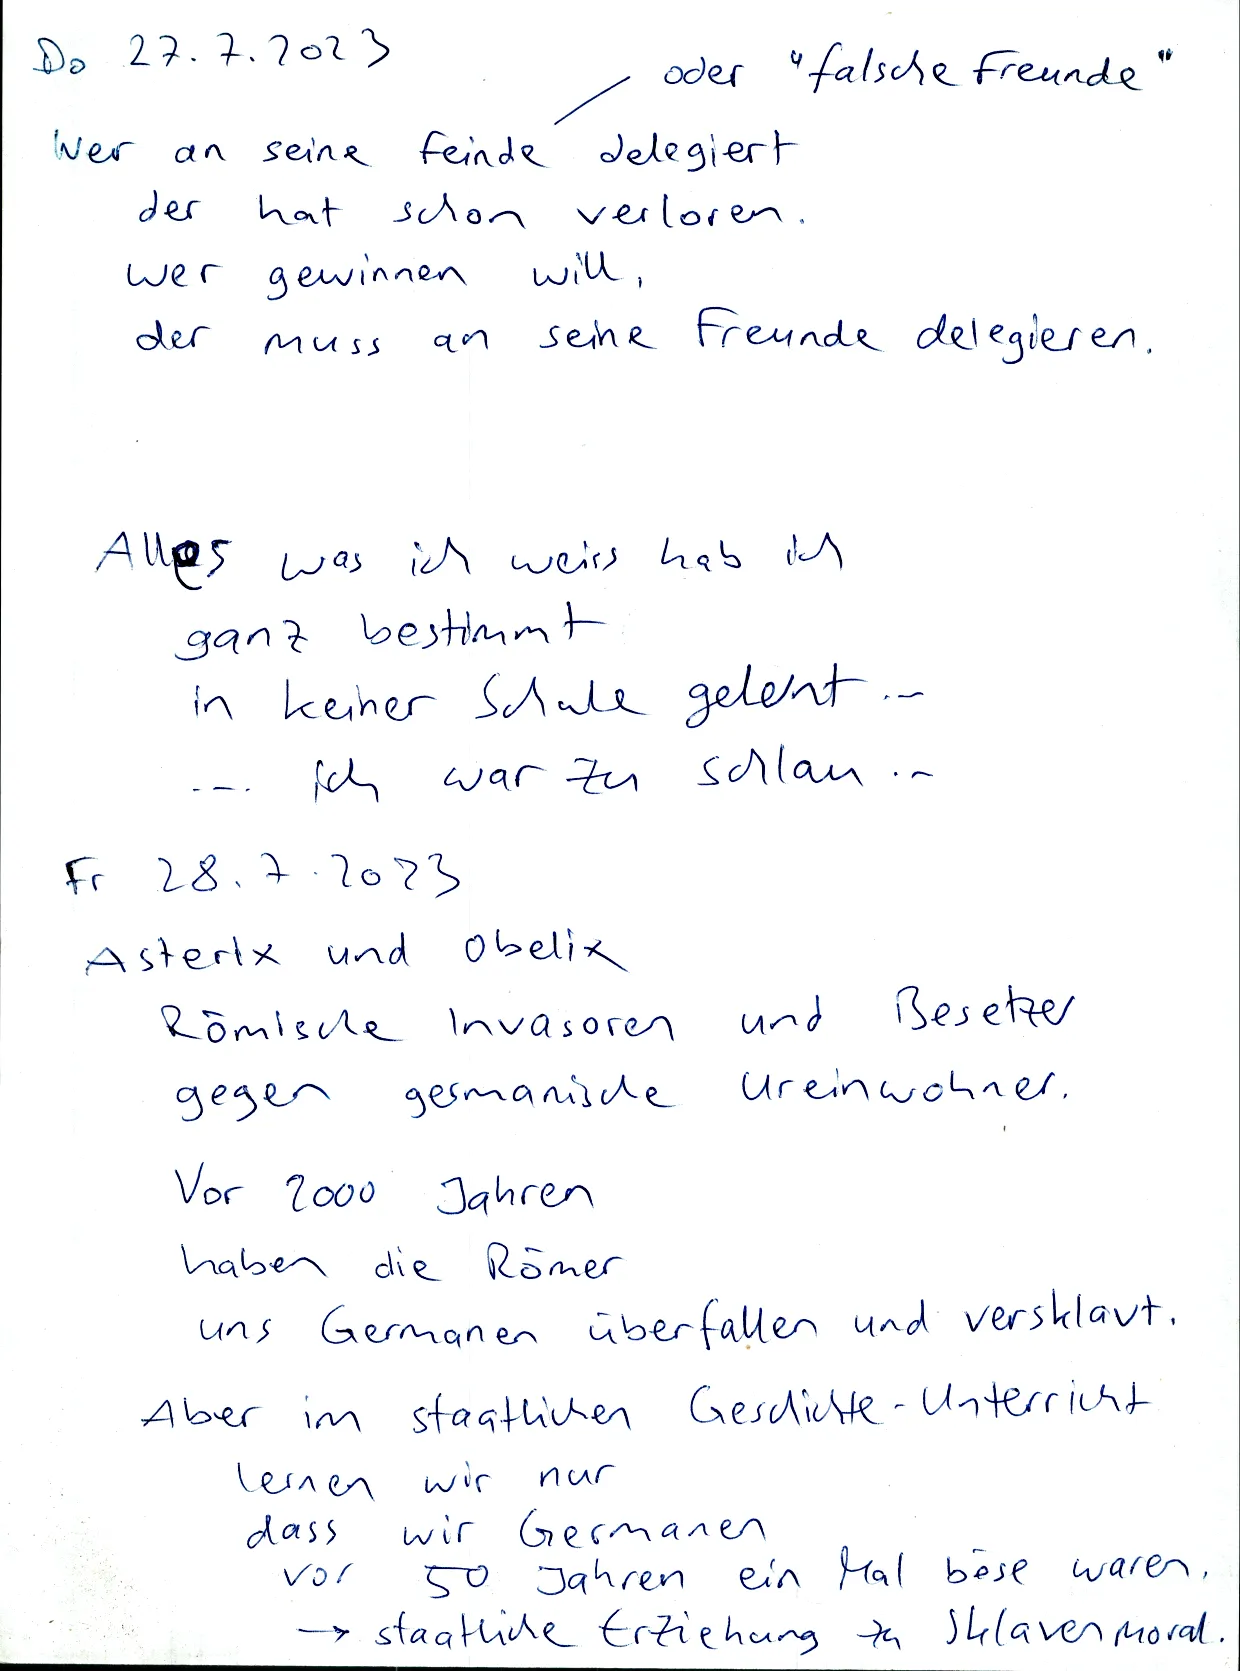 Do 27.7.2023
oder "falsche Freunde"
Wer an seine Feinde delegiert
der hat schon verloren.
wer gewinnen will,
der muss an seine Freunde delegieren.
Alles was ich weiss hab ich
ganz bestimmt
in keiner Schule gelernt ...
... ich war zu schlau ...
Fr 28.7.2023
Asterix und Obelix
Römische Invasoren und Besetzer
gegen germanische Ureinwohner.
Vor 2000 Jahren
haben die Römer
uns Germanen überfallen und versklavt.
Aber im staatlichen Geschichte-Unterricht
lernen wir nur
dass wir Germanen
vor 50 Jahren ein Mal böse waren.
→ staatliche Erziehung zu Sklavenmoral.